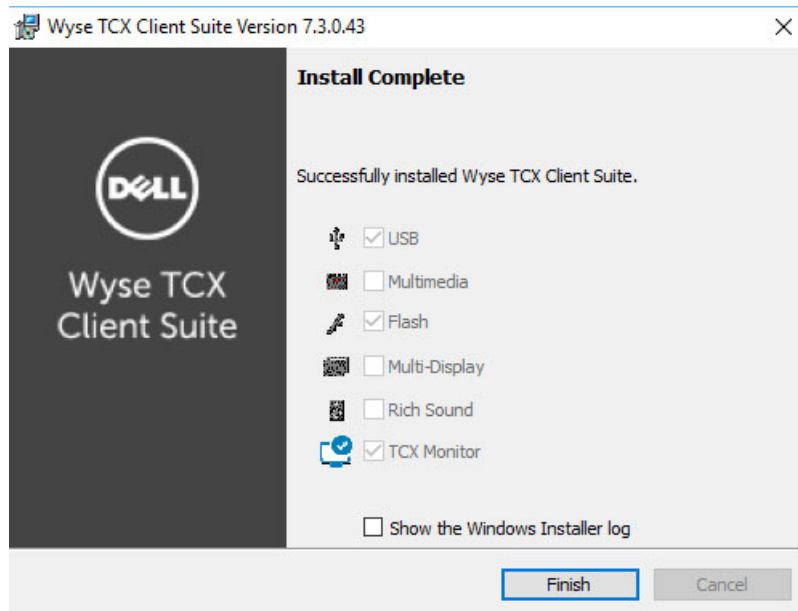 Wyse TCX Client Suite Version 7.3.0.43
Install Complete
DELL
Wyse TCX
Client Suite
Successfully installed Wyse TCX Client Suite.
USB
Multimedia
Flash
Multi-Display
Rich Sound
TCX Monitor
Show the Windows Installer log
Finish
Cancel